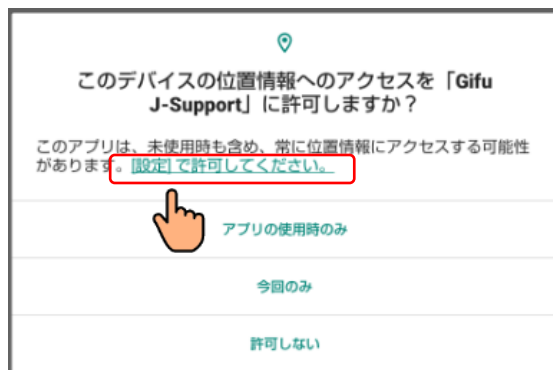 このデバイスの位置情報へのアクセスを「Gifu
J-Support」に許可しますか？
このアプリは、未使用時も含め、常に位置情報にアクセスする可能性
があります。[設定] で許可してください。
アプリの使用時のみ
今回のみ
許可しない